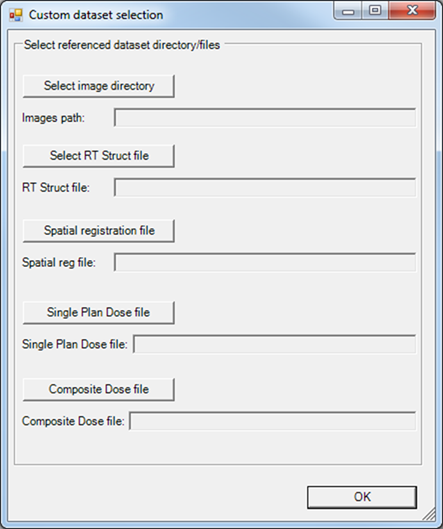 Custom dataset selection
Select referenced dataset directory/files
Select image directory
Images path:
Select RT Struct file
RT Struct file:
Spatial registration file
Spatial reg file:
Single Plan Dose file
Single Plan Dose file:
Composite Dose file
Composite Dose file:
OK